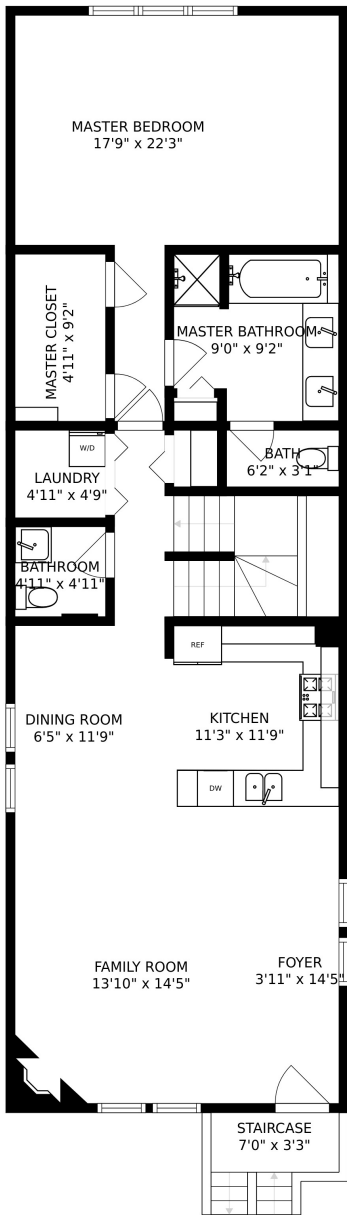 MASTER BEDROOM
17'9" x 22'3"
MASTER CLOSET
4'11" x 9'2"
MASTER BATHROOM
9'0" x 9'2"
W/D
LAUNDRY
4'11" x 4'9"
BATH
6'2" x 3'1"
BATHROOM
4'11" x 4'11"
REF
DINING ROOM
6'5" x 11'9"
KITCHEN
11'3" x 11'9"
DW
FAMILY ROOM
13'10" x 14'5"
FOYER
3'11" x 14'5"
STAIRCASE
7'0" x 3'3"